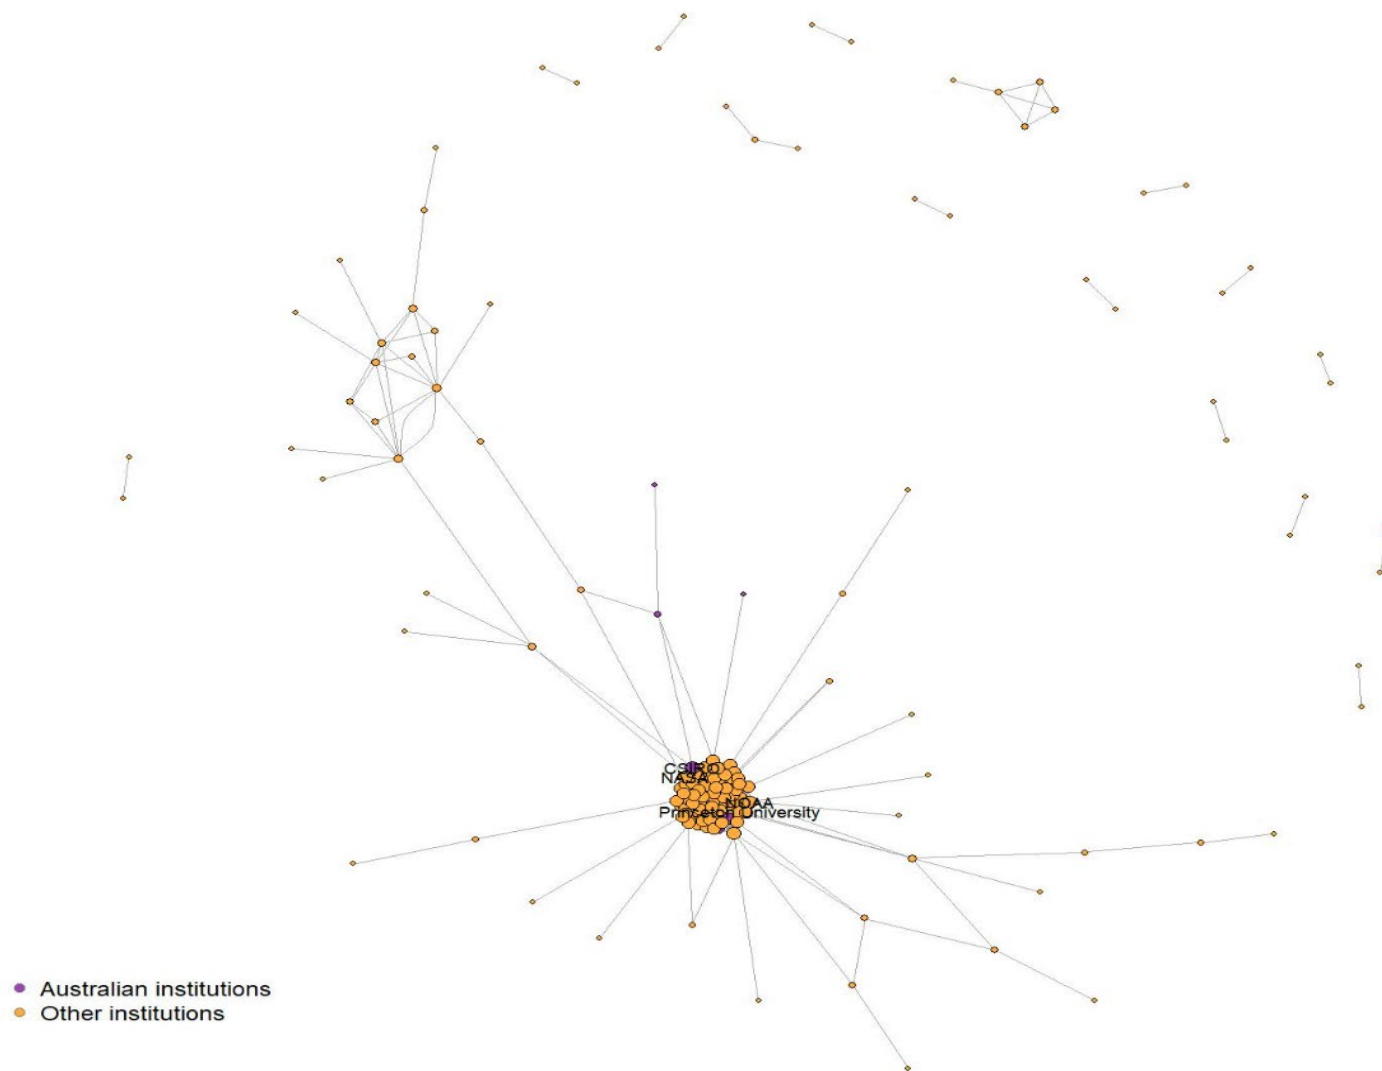 CSIRO
NASA
NOAA
Princeton University
Australian institutions
Other institutions